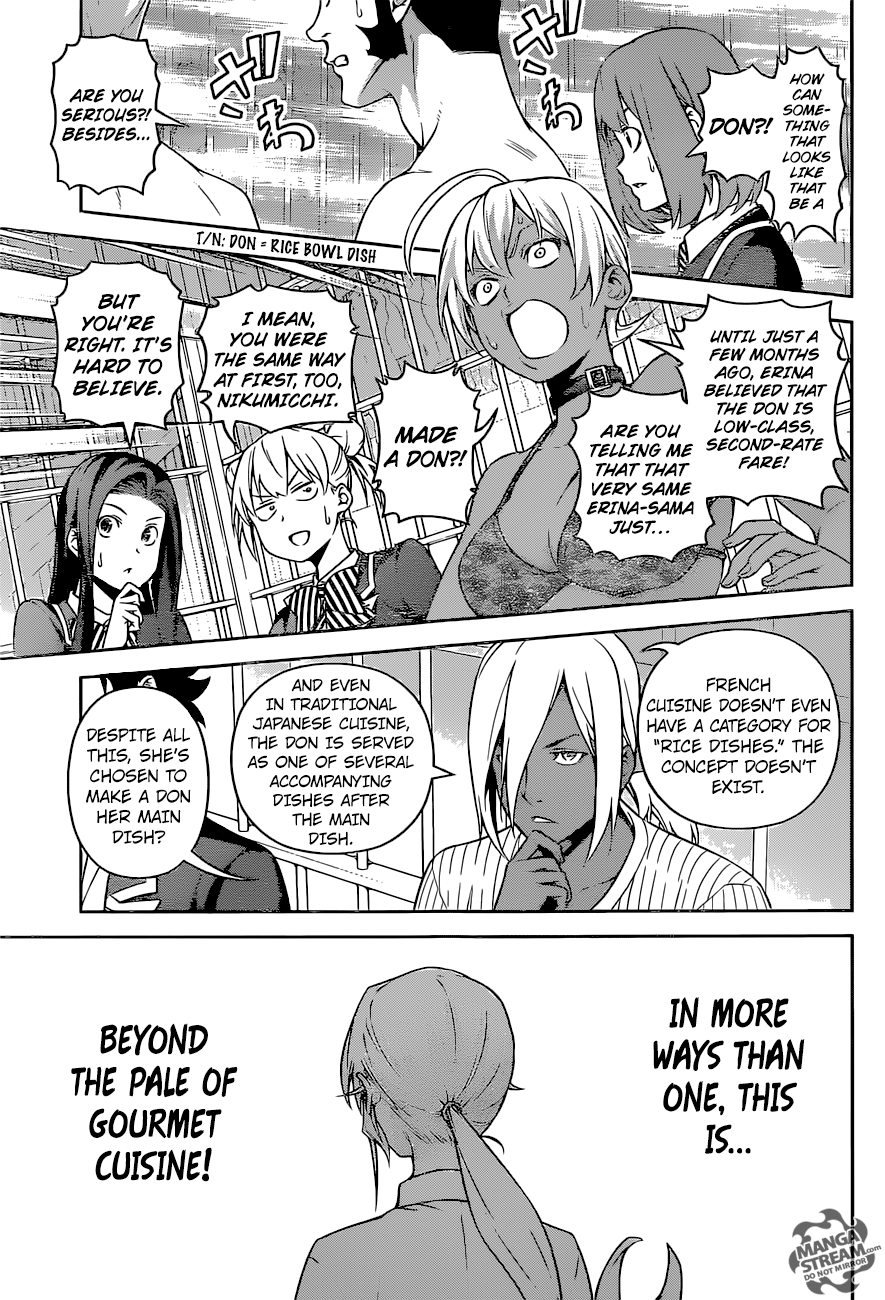 HOW
CAN
SOME-
THING
THAT
LOOKS
LIKE
THAT
BE A
DON?!
ザワ
ザワ
ARE YOU
SERIOUS?!
BESIDES...
T/N: DON = RICE BOWL DISH
UNTIL JUST A
FEW MONTHS
AGO, ERINA
BELIEVED THAT
THE DON IS
LOW-CLASS,
SECOND-RATE
FARE!
ARE YOU
TELLING ME
THAT THAT
VERY SAME
ERINA-SAMA
JUST...
MADE
A DON?!
I MEAN,
YOU WERE
THE SAME WAY
AT FIRST, TOO,
NIKUMICCHI.
BUT
YOU'RE
RIGHT. IT'S
HARD TO
BELIEVE.
FRENCH
CUISINE DOESN'T EVEN
HAVE A CATEGORY FOR
"RICE DISHES." THE
CONCEPT DOESN'T
EXIST.
AND EVEN
IN TRADITIONAL
JAPANESE CUISINE,
THE DON IS SERVED
AS ONE OF SEVERAL
ACCOMPANYING
DISHES AFTER
THE MAIN
DISH.
DESPITE ALL
THIS, SHE'S
CHOSEN TO
MAKE A DON
HER MAIN
DISH?
IN MORE
WAYS THAN
ONE, THIS
IS...
BEYOND
THE PALE OF
GOURMET
CUISINE!
MANGA
STREAM.com
DO NOT MIRROR!